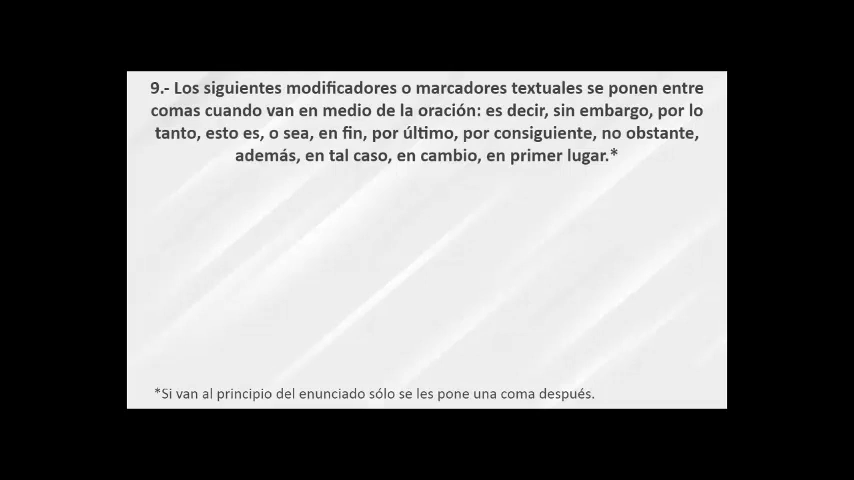 9.- Los siguientes modificadores o marcadores textuales se ponen entre
comas cuando van en medio de la oración: es decir, sin embargo, por lo
tanto, esto es, o sea, en fin, por último, por consiguiente, no obstante,
además, en tal caso, en cambio, en primer lugar.*
*Si van al principio del enunciado sólo se les pone una coma después.